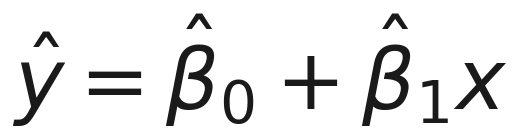 ŷ = β̂₀ + β̂₁x